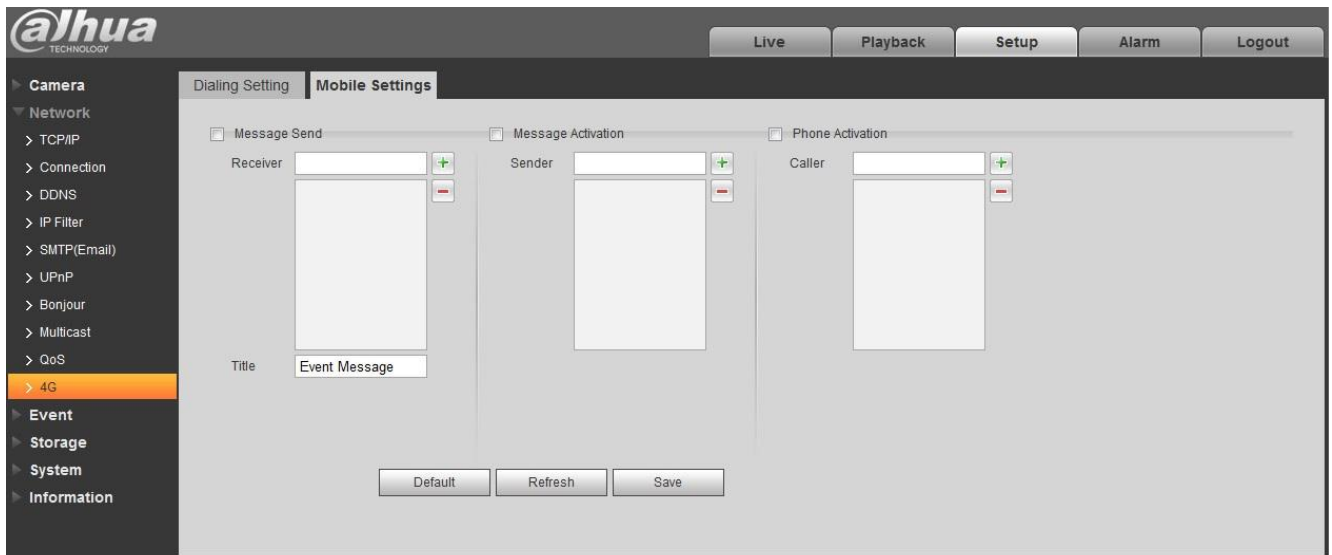 alhua
TECHNOLOGY
Live
Playback
Setup
Alarm
Logout
Camera
Network
TCP/IP
Connection
DDNS
IP Filter
SMTP(Email)
UPnP
Bonjour
Multicast
QoS
4G
Event
Storage
System
Information
Dialing Setting
Mobile Settings
Message Send
Receiver
Title
Event Message
Message Activation
Sender
Phone Activation
Caller
Default
Refresh
Save